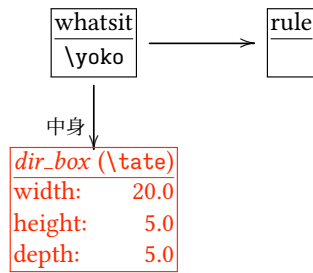 whatsit
\yoko
rule
中身
dir_box (\tate)
width: 20.0
height: 5.0
depth: 5.0